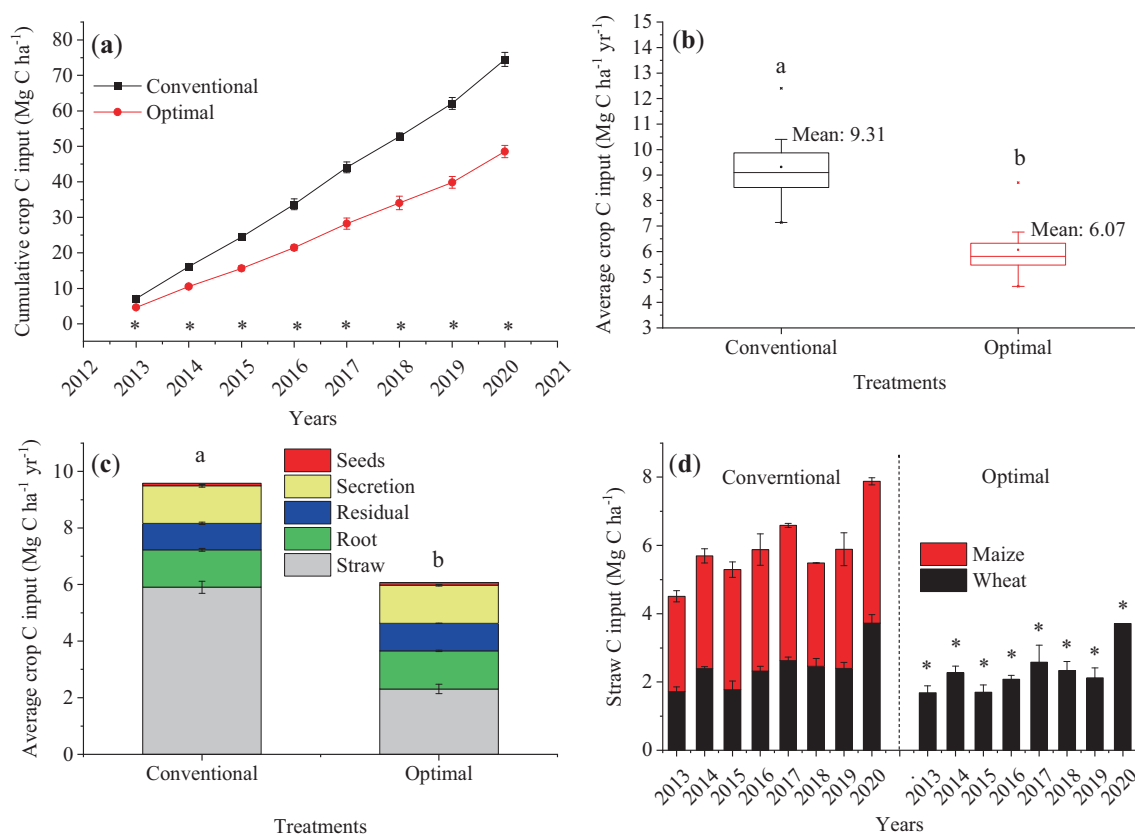 (a)
Conventional
Optimal
Cumulative crop C input (Mg C ha⁻¹)
80
70
60
50
40
30
20
10
0
* * * * * * * *
2012 2013 2014 2015 2016 2017 2018 2019 2020 2021
Years
(b)
Average crop C input (Mg C ha⁻¹ yr⁻¹)
15
14
13
12
11
10
9
8
7
6
5
4
3
a
Mean: 9.31
b
Mean: 6.07
Conventional Optimal
Treatments
(c)
Average crop C input (Mg C ha⁻¹ yr⁻¹)
10
8
6
4
2
0
a
b
Seeds
Secretion
Residual
Root
Straw
Conventional Optimal
Treatments
(d)
Straw C input (Mg C ha⁻¹)
8
6
4
2
0
Converntional Optimal
Maize
Wheat
* * * * * * * *
2013 2014 2015 2016 2017 2018 2019 2020 2013 2014 2015 2016 2017 2018 2019 2020
Years